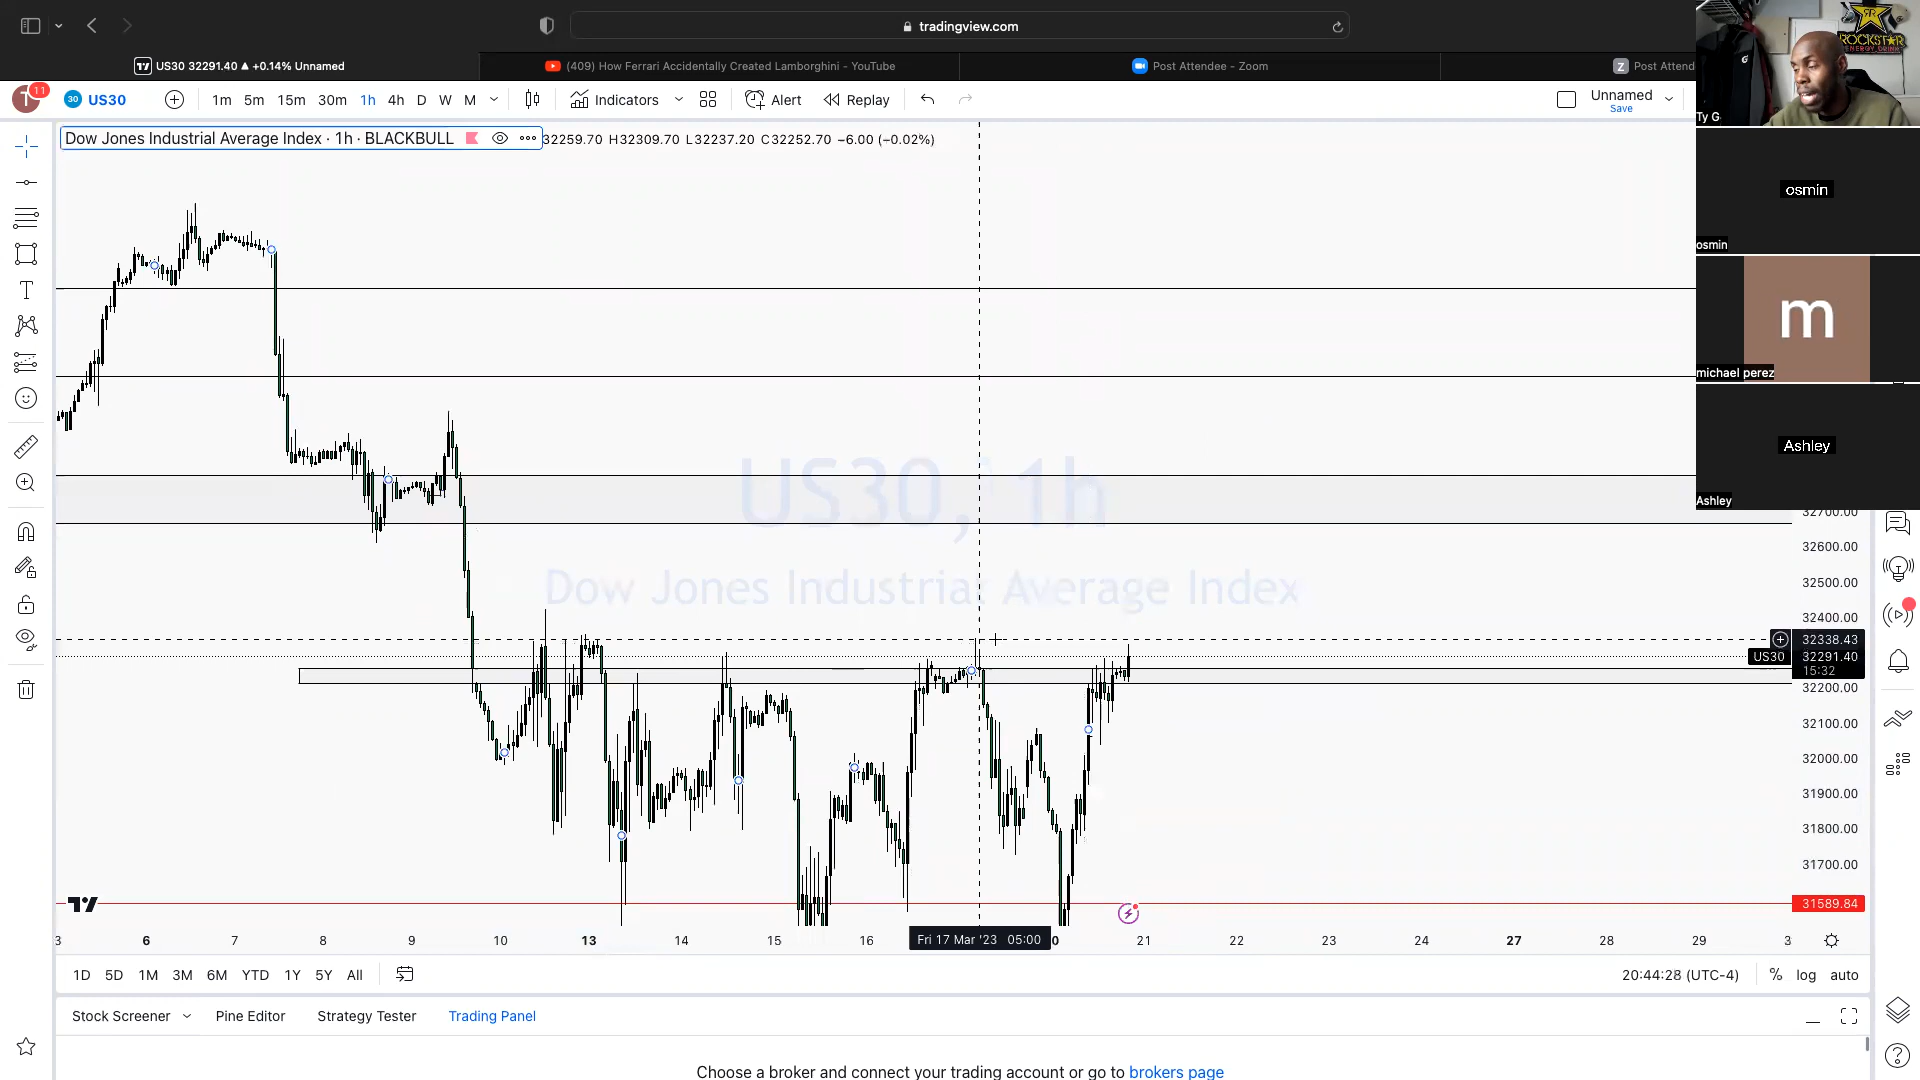 tradingview.com
US30 32291.40 ▲ +0.14% Unnamed
(409) How Ferrari Accidentally Created Lamborghini - YouTube
Post Attendee - Zoom
Post Attend
ROCKSTAR
ENERGY DRINK
T 11
30 US30
1m 5m 15m 30m 1h 4h D W M
Indicators
Alert
Replay
Unnamed
Save
Ty G
Dow Jones Industrial Average Index · 1h · BLACKBULL
32259.70 H32309.70 L32237.20 C32252.70 −6.00 (−0.02%)
osmin
osmin
m
michael perez
Ashley
Ashley
US30, 1h
Dow Jones Industrial Average Index
32700.00
32600.00
32500.00
32400.00
32338.43
US30 32291.40
15:32
32200.00
32100.00
32000.00
31900.00
31800.00
31700.00
31589.84
3 6 7 8 9 10 13 14 15 16 Fri 17 Mar '23 05:00 0 21 22 23 24 27 28 29 3
1D 5D 1M 3M 6M YTD 1Y 5Y All
20:44:28 (UTC-4) % log auto
Stock Screener Pine Editor Strategy Tester Trading Panel
Choose a broker and connect your trading account or go to brokers page